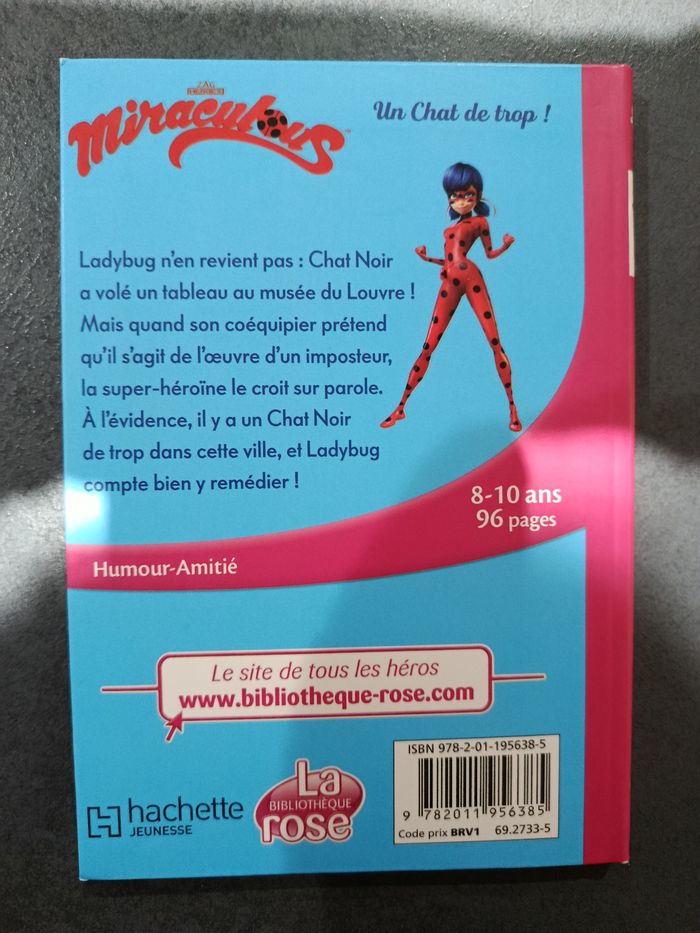 ZAG
HEROES
Miraculous
™
Un Chat de trop !
Ladybug n'en revient pas : Chat Noir
a volé un tableau au musée du Louvre !
Mais quand son coéquipier prétend
qu'il s'agit de l'œuvre d'un imposteur,
la super-héroïne le croit sur parole.
À l'évidence, il y a un Chat Noir
de trop dans cette ville, et Ladybug
compte bien y remédier !
8-10 ans
96 pages
Humour-Amitié
Le site de tous les héros
www.bibliotheque-rose.com
hachette
JEUNESSE
La
BIBLIOTHÈQUE
rose
ISBN 978-2-01-195638-5
9 782011 956385
Code prix BRV1 69.2733-5